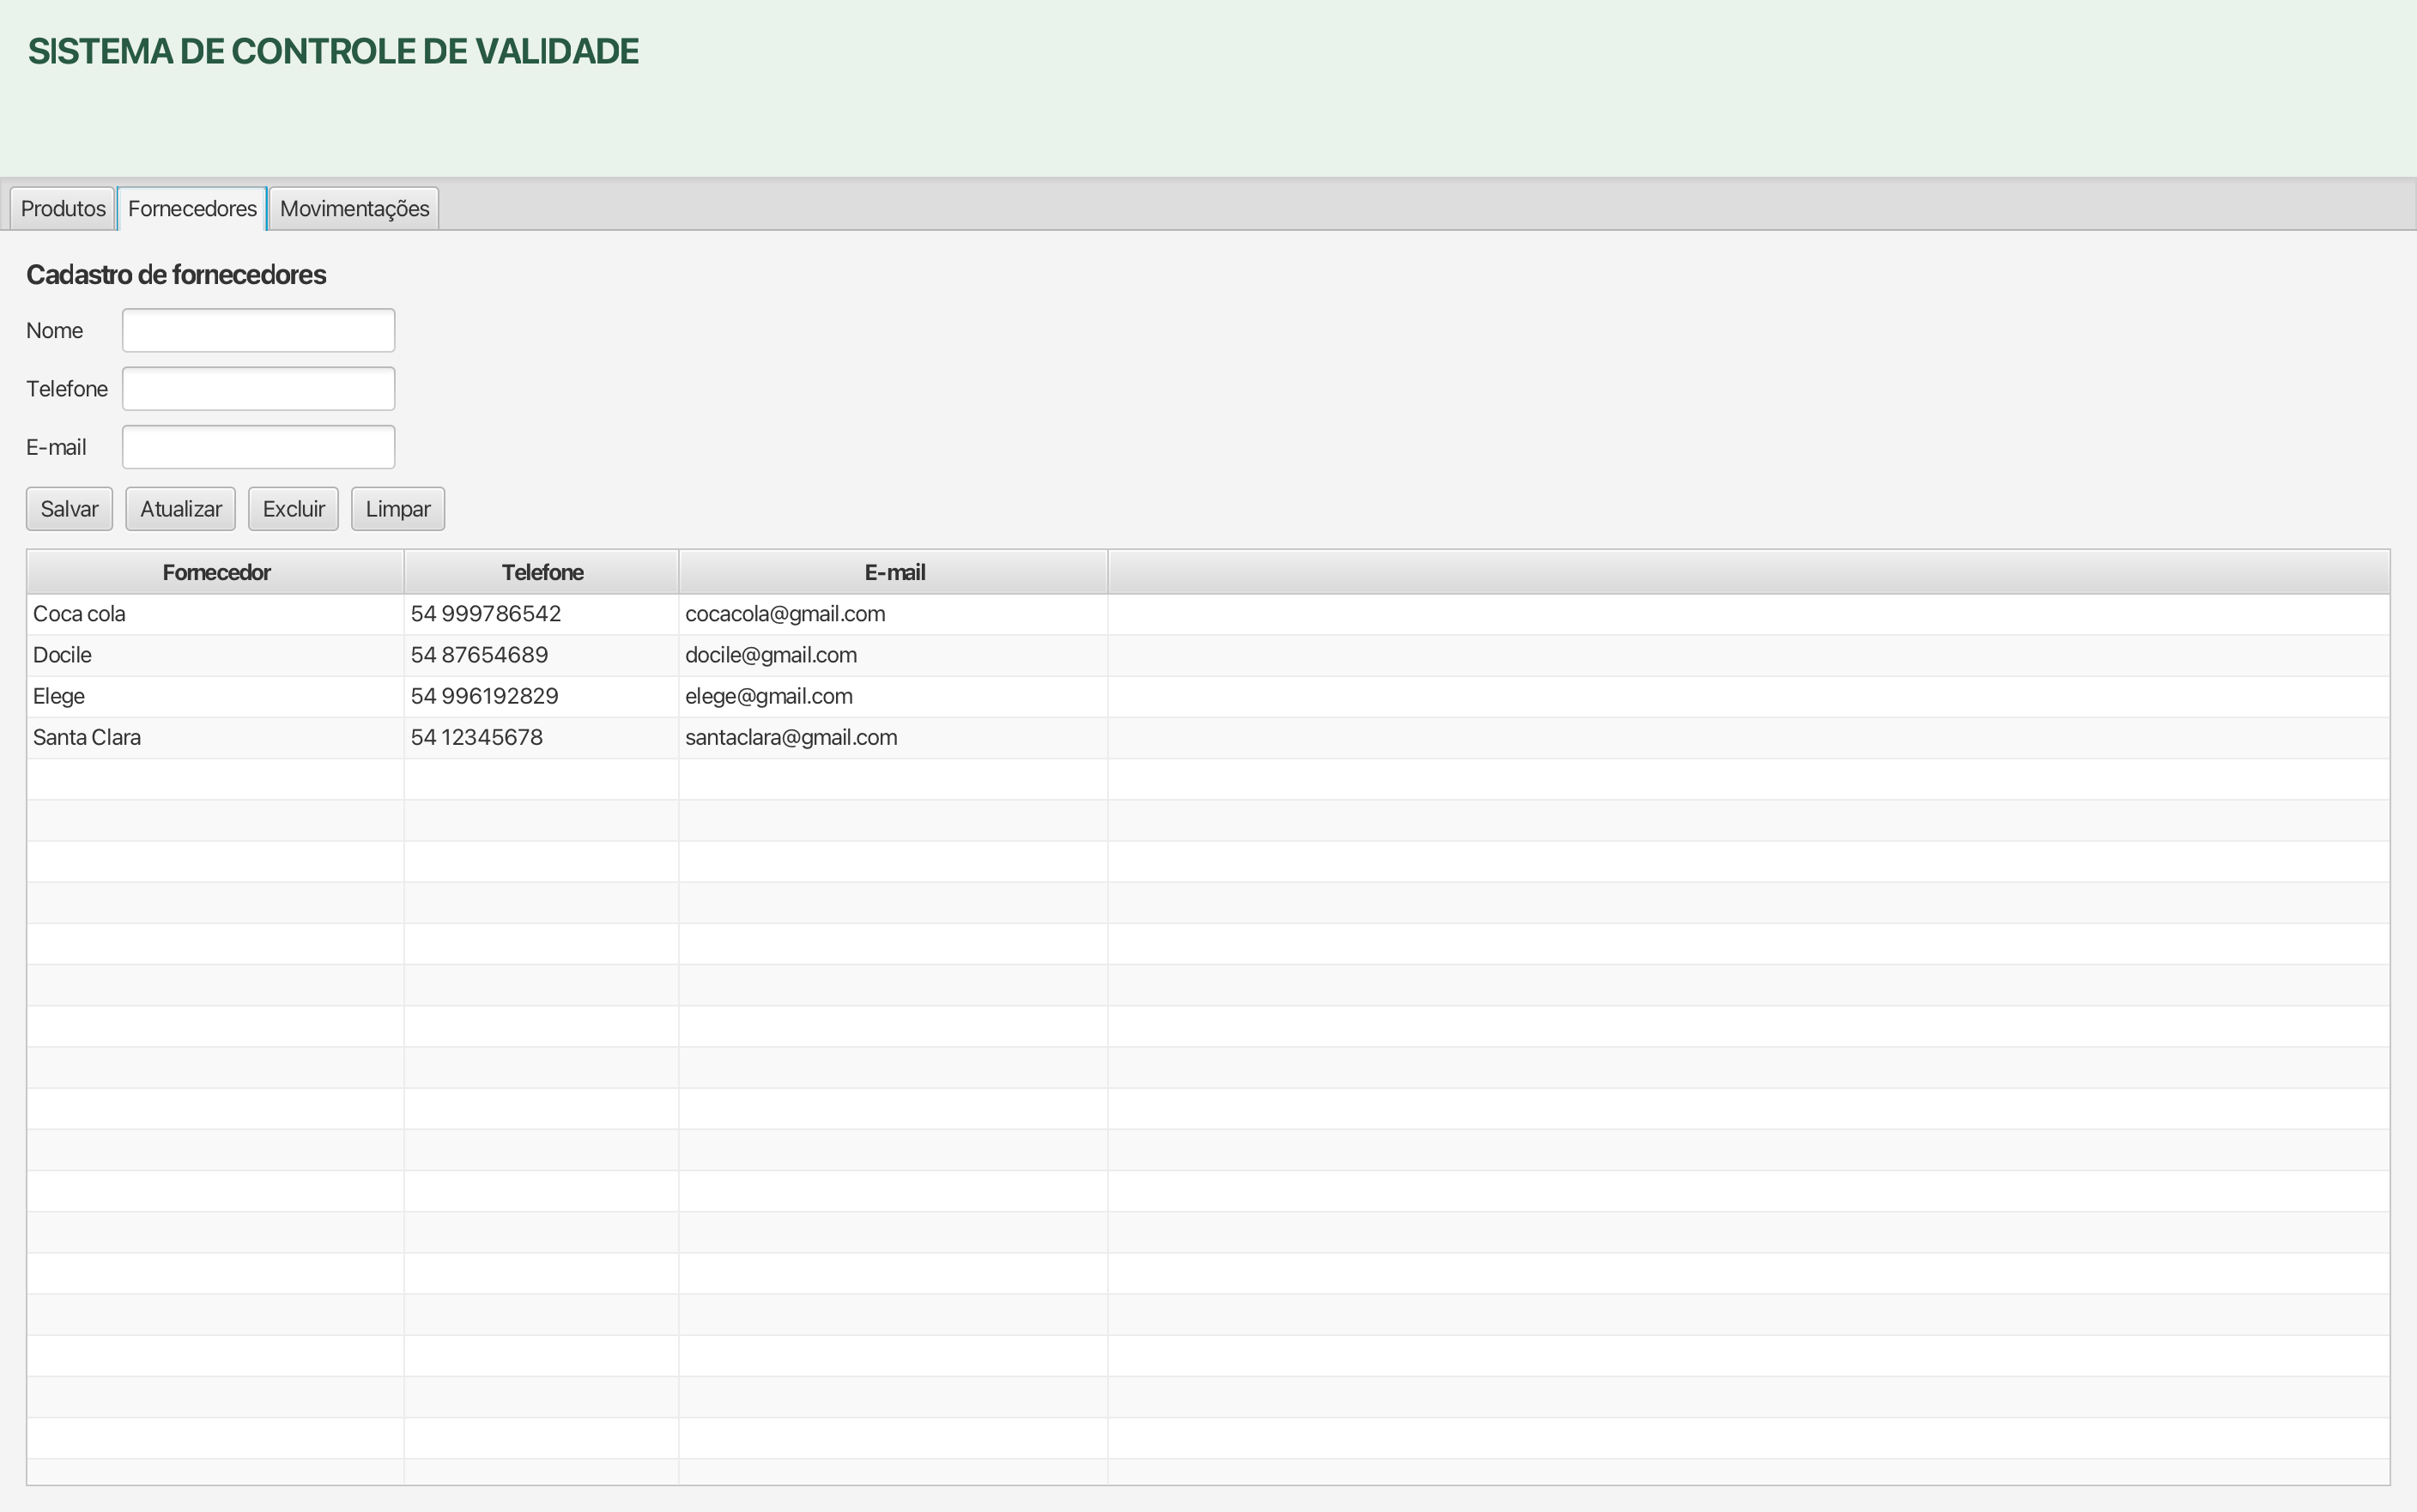 SISTEMA DE CONTROLE DE VALIDADE
Produtos Fornecedores Movimentações
Cadastro de fornecedores
Nome
Telefone
E-mail
Salvar Atualizar Excluir Limpar
Fornecedor Telefone E-mail
Coca cola 54 999786542 cocacola@gmail.com
Docile 54 87654689 docile@gmail.com
Elege 54 996192829 elege@gmail.com
Santa Clara 54 12345678 santaclara@gmail.com